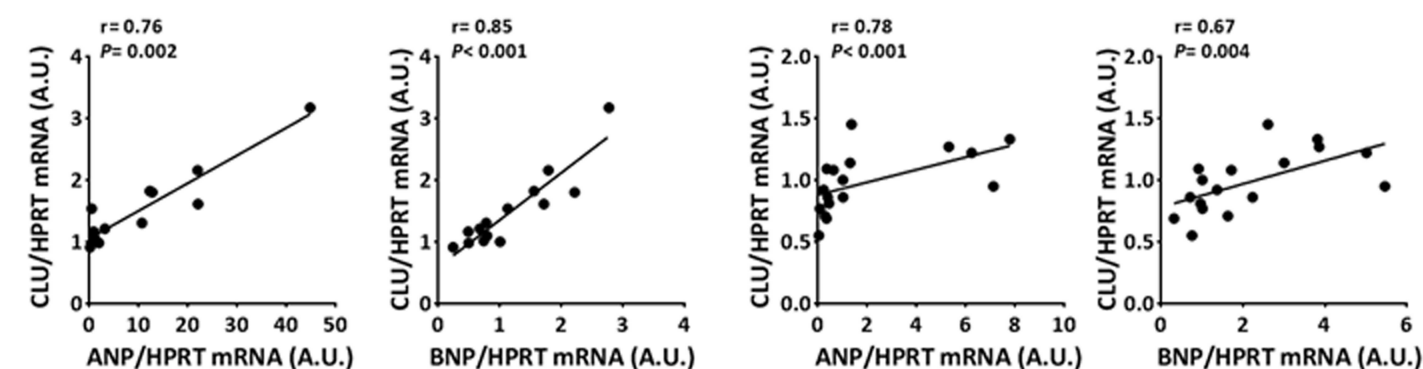 r= 0.76
P= 0.002
CLU/HPRT mRNA (A.U.)
4
3
2
1
0
0 10 20 30 40 50
ANP/HPRT mRNA (A.U.)
r= 0.85
P< 0.001
CLU/HPRT mRNA (A.U.)
4
3
2
1
0
0 1 2 3 4
BNP/HPRT mRNA (A.U.)
r= 0.78
P< 0.001
CLU/HPRT mRNA (A.U.)
2.0
1.5
1.0
0.5
0.0
0 2 4 6 8 10
ANP/HPRT mRNA (A.U.)
r= 0.67
P= 0.004
CLU/HPRT mRNA (A.U.)
2.0
1.5
1.0
0.5
0.0
0 2 4 6
BNP/HPRT mRNA (A.U.)